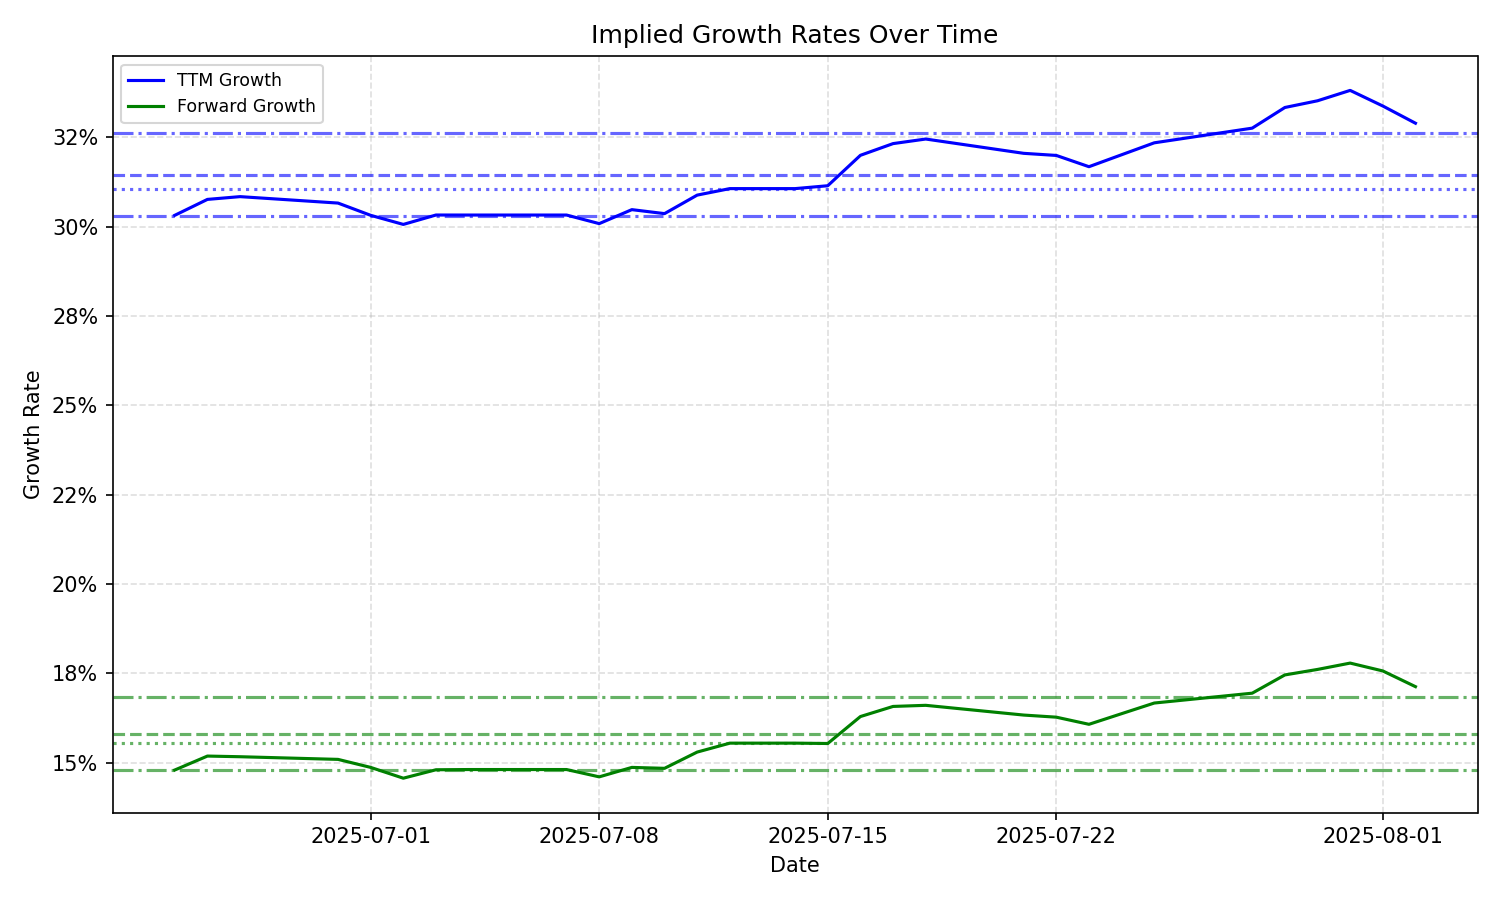 Implied Growth Rates Over Time
TTM Growth
Forward Growth
32%
30%
28%
25%
22%
20%
18%
15%
Growth Rate
2025-07-01
2025-07-08
2025-07-15
2025-07-22
2025-08-01
Date